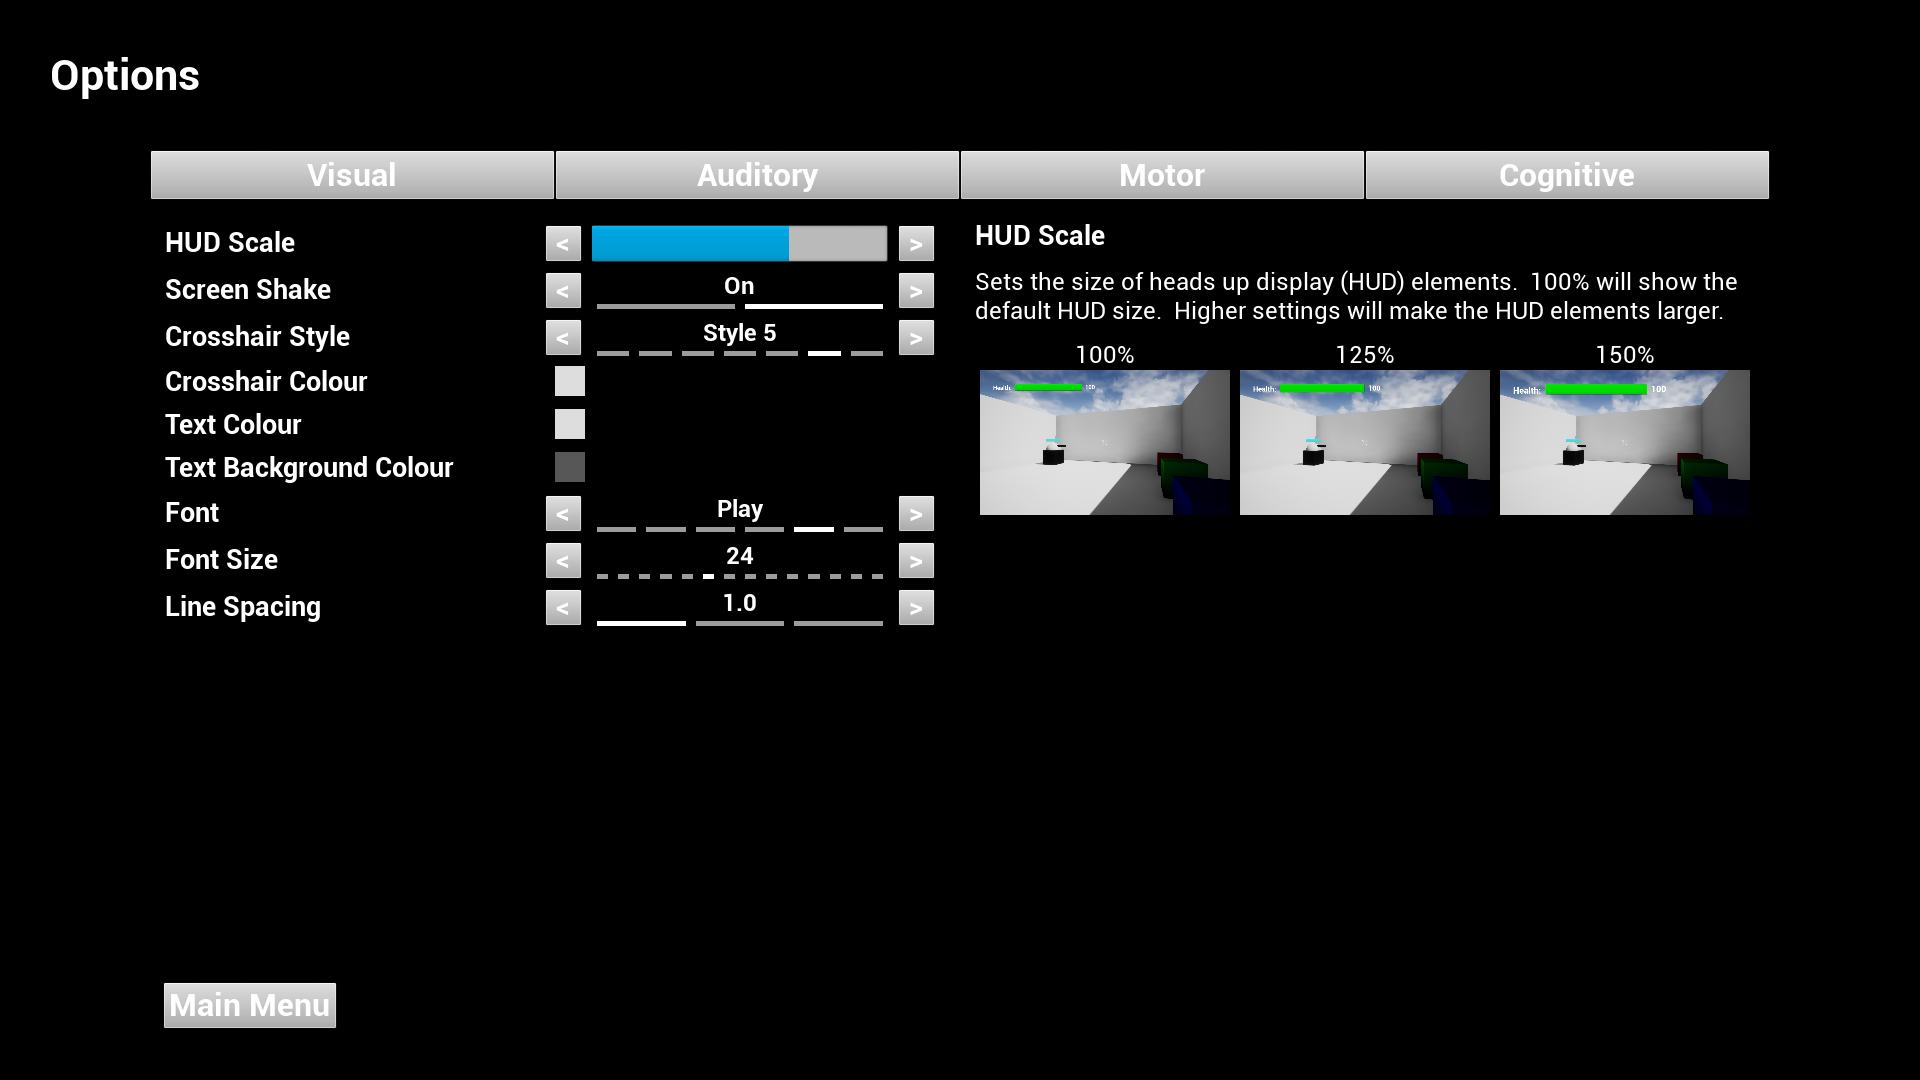 Options
Visual
Auditory
Motor
Cognitive
HUD Scale
<
>
Screen Shake
<
On
>
Crosshair Style
<
Style 5
>
Crosshair Colour
Text Colour
Text Background Colour
Font
<
Play
>
Font Size
<
24
>
Line Spacing
<
1.0
>
HUD Scale
Sets the size of heads up display (HUD) elements.  100% will show the
default HUD size.  Higher settings will make the HUD elements larger.
100%
125%
150%
Health:
100
Health:
100
Health:
100
Main Menu